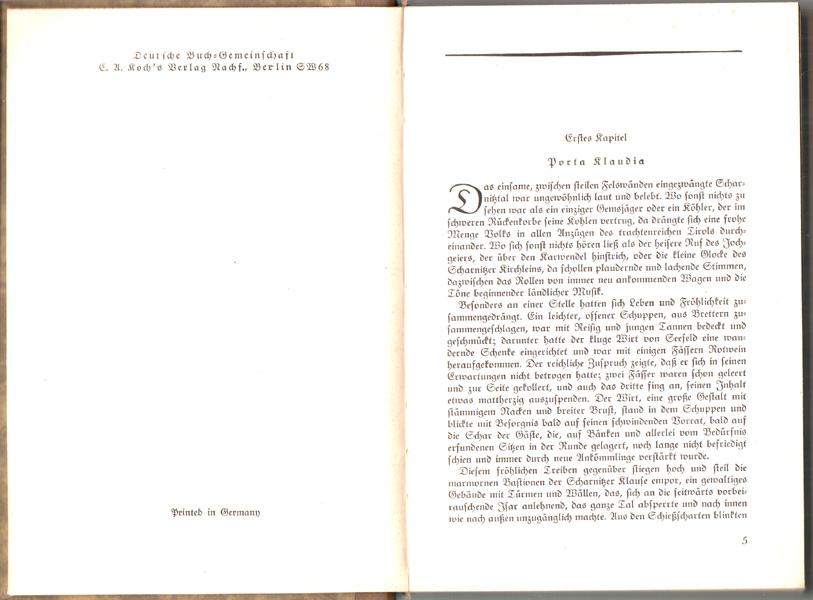 Deutsche Buch-Gemeinschaft
C. A. Koch's Verlag Nachf., Berlin SW68
Printed in Germany
Erstes Kapitel
Porta Klaudia
Das einsame, zwischen steilen Felswänden eingezwängte Schar-
nitztal war ungewöhnlich laut und belebt. Wo sonst nichts zu
sehen war als ein einziger Gemsjäger oder ein Köhler, der im
schweren Rückenkorbe seine Kohlen vertrug, da drängte sich eine frohe
Menge Volks in allen Anzügen des trachtenreichen Tirols durch-
einander. Wo sich sonst nichts hören ließ als der heisere Ruf des Joch-
geiers, der über den Karwendel hinstrich, oder die kleine Glocke des
Scharnitzer Kirchleins, da schollen plaudernde und lachende Stimmen,
dazwischen das Rollen von immer neu ankommenden Wagen und die
Töne beginnender ländlicher Musik.
Besonders an einer Stelle hatten sich Leben und Fröhlichkeit zu-
sammengedrängt. Ein leichter, offener Schuppen, aus Brettern zu-
sammengeschlagen, war mit Reisig und jungen Tannen bedeckt und
geschmückt; darunter hatte der kluge Wirt von Seefeld eine wan-
dernde Schenke eingerichtet und war mit einigen Fässern Rotwein
heraufgekommen. Der reichliche Zuspruch zeigte, daß er sich in seinen
Erwartungen nicht betrogen hatte; zwei Fässer waren schon geleert
und zur Seite gekollert, und auch das dritte fing an, seinen Inhalt
etwas mattherzig auszuspenden. Der Wirt, eine große Gestalt mit
stämmigem Nacken und breiter Brust, stand in dem Schuppen und
blickte mit Besorgnis bald auf seinen schwindenden Vorrat, bald auf
die Schar der Gäste, die, auf Bänken und allerlei vom Bedürfnis
erfundenen Sitzen in der Runde gelagert, noch lange nicht befriedigt
schien und immer durch neue Ankömmlinge verstärkt wurde.
Diesem fröhlichen Treiben gegenüber stiegen hoch und steil die
marmornen Bastionen der Scharnitzer Klause empor, ein gewaltiges
Gebäude mit Türmen und Wällen, das, sich an die seitwärts vorbei-
rauschende Isar anlehnend, das ganze Tal absperrte und nach innen
wie nach außen unzugänglich machte. Aus den Schießscharten blinkten
5